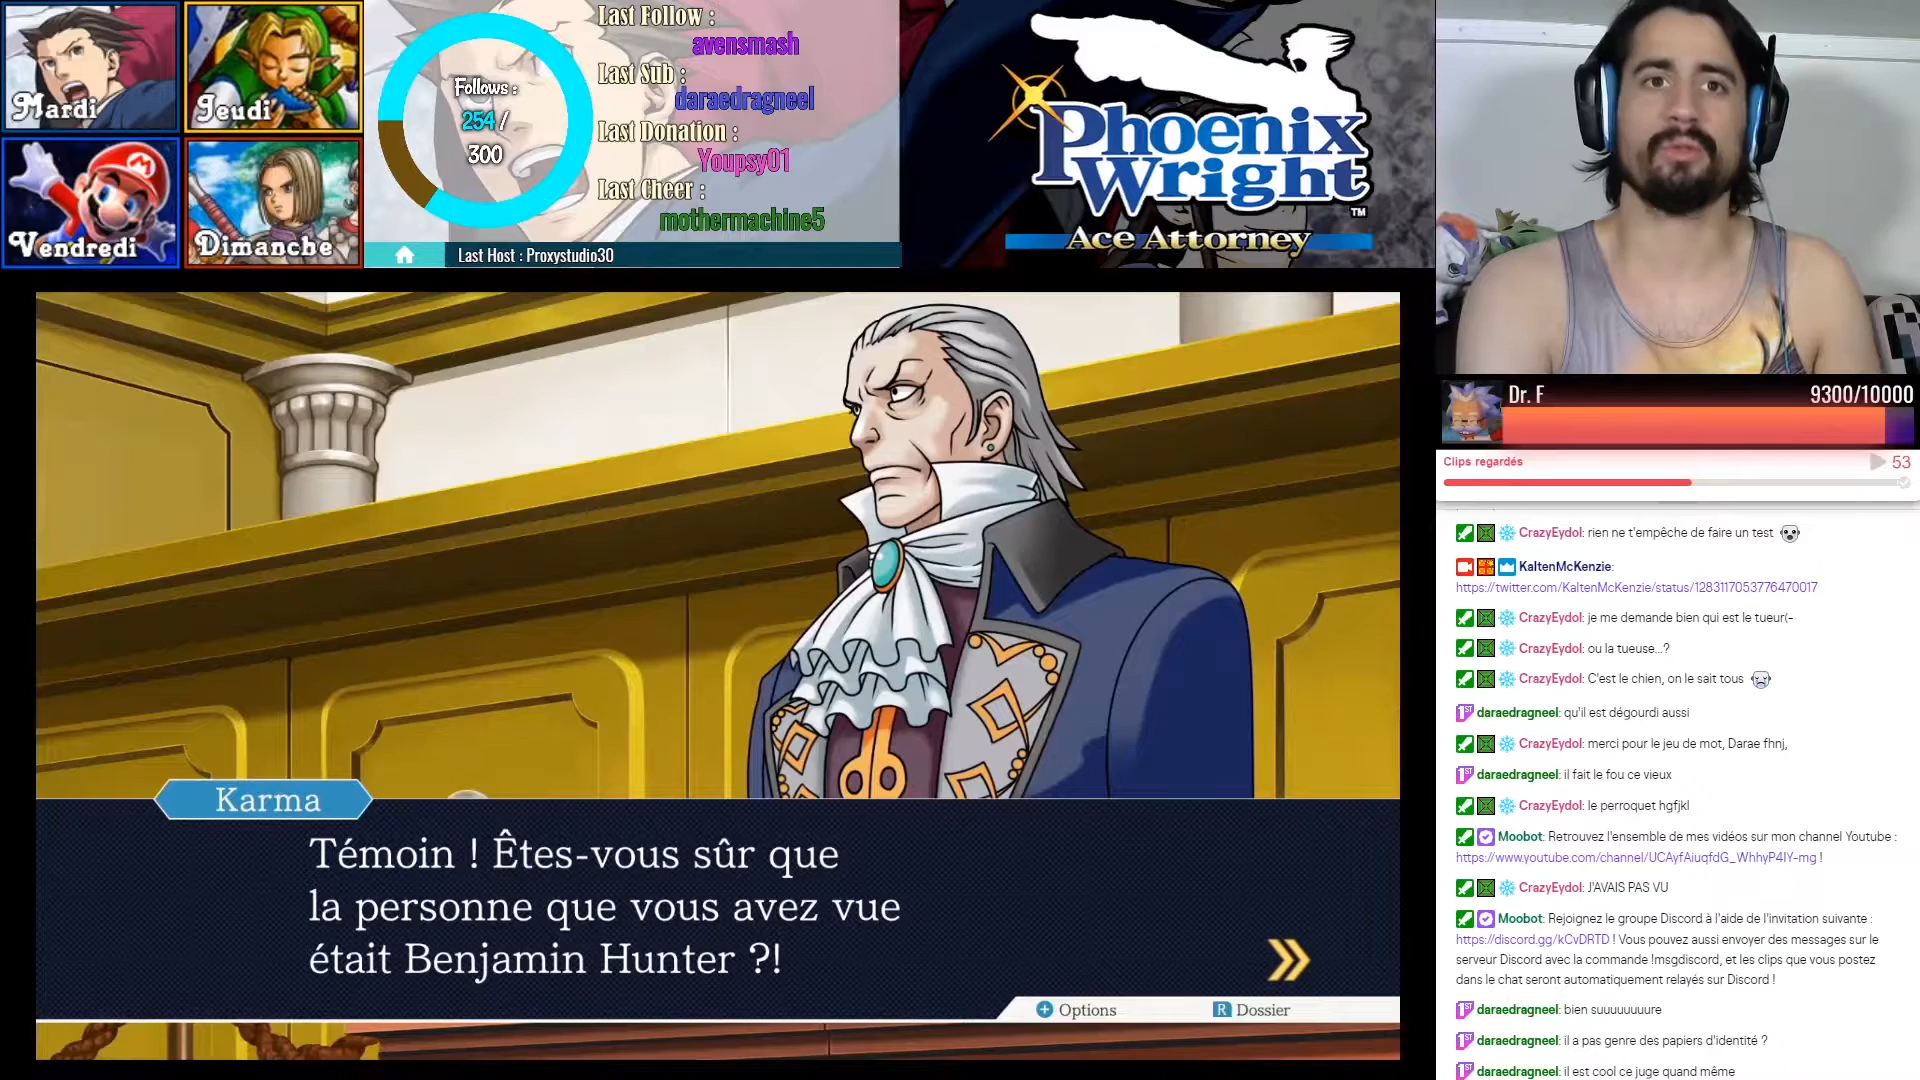 Mardi
Jeudi
Vendredi
Dimanche
Follows :
254 /
300
Last Follow :
avensmash
Last Sub :
daraedragneel
Last Donation :
Youpsy01
Last Cheer :
mothermachine5
Last Host : Proxystudio30
Phoenix
Wright
TM
Ace Attorney
Dr. F
9300/10000
Clips regardés
53
CrazyEydol: rien ne t'empêche de faire un test
KaltenMcKenzie:
https://twitter.com/KaltenMcKenzie/status/1283117053776470017
CrazyEydol: je me demande bien qui est le tueur(-
CrazyEydol: ou la tueuse...?
CrazyEydol: C'est le chien, on le sait tous
daraedragneel: qu'il est dégourdi aussi
CrazyEydol: merci pour le jeu de mot, Darae fhnj,
daraedragneel: il fait le fou ce vieux
CrazyEydol: le perroquet hgfjkl
Moobot: Retrouvez l'ensemble de mes vidéos sur mon channel Youtube :
https://www.youtube.com/channel/UCAyfAiuqfdG_WhhyP4IY-mg !
CrazyEydol: J'AVAIS PAS VU
Moobot: Rejoignez le groupe Discord à l'aide de l'invitation suivante :
https://discord.gg/kCvDRTD ! Vous pouvez aussi envoyer des messages sur le
serveur Discord avec la commande !msgdiscord, et les clips que vous postez
dans le chat seront automatiquement relayés sur Discord !
daraedragneel: bien suuuuuuure
daraedragneel: il a pas genre des papiers d'identité ?
daraedragneel: il est cool ce juge quand même
Karma
Témoin ! Êtes-vous sûr que
la personne que vous avez vue
était Benjamin Hunter ?!
+ Options
R Dossier